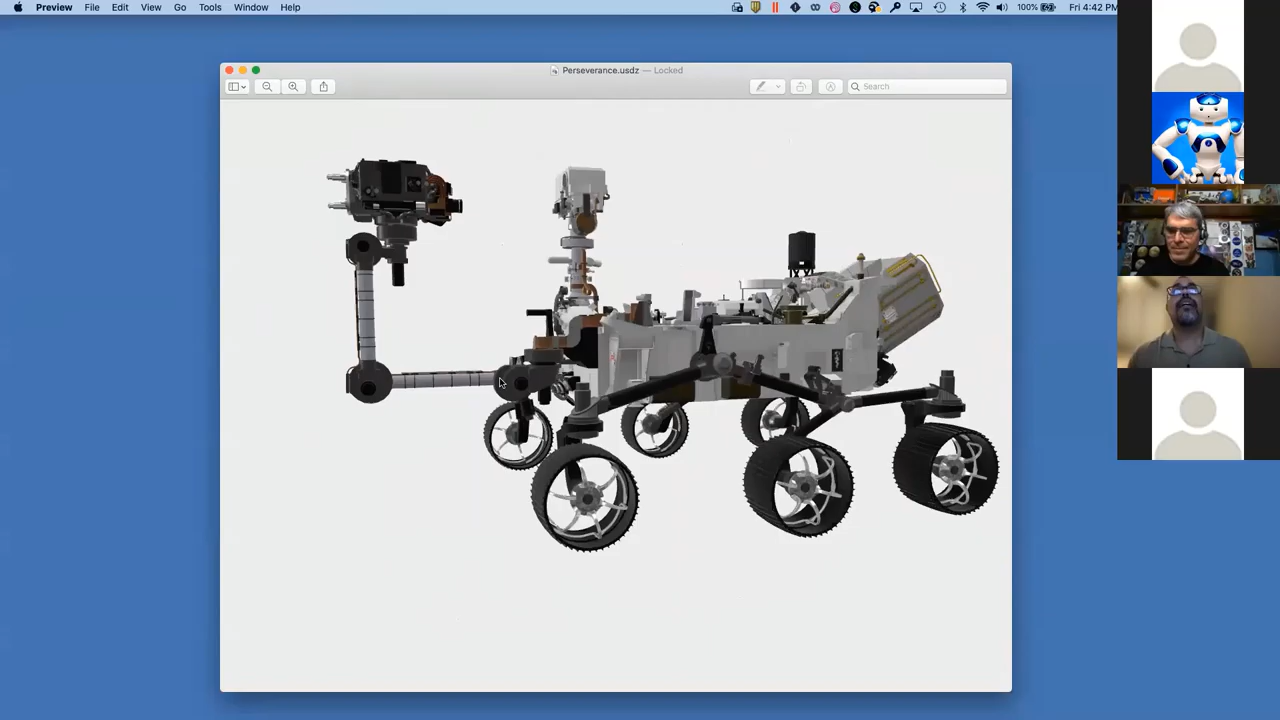 Preview File Edit View Go Tools Window Help 100% Fri 4:42 PM
Perseverance.usdz — Locked
Search